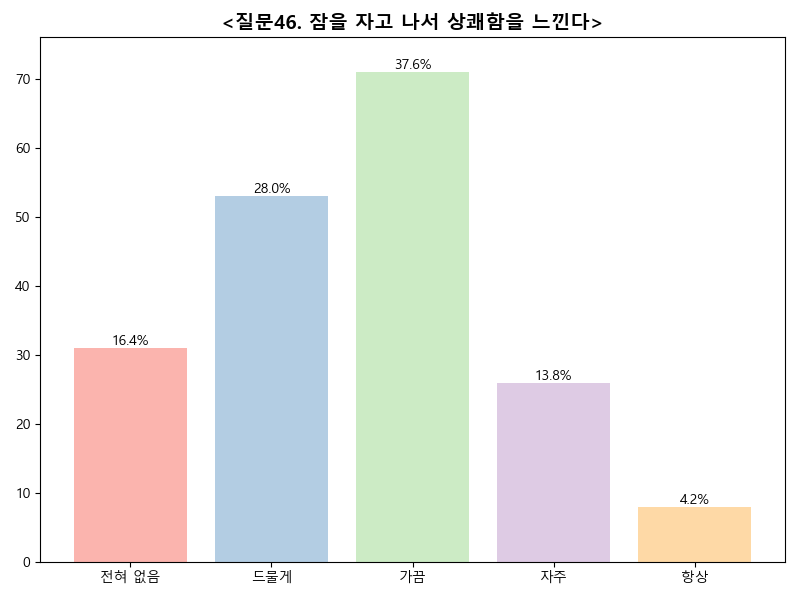 <질문46. 잠을 자고 나서 상쾌함을 느낀다>
70
60
50
40
30
20
10
0
16.4%
28.0%
37.6%
13.8%
4.2%
전혀 없음
드물게
가끔
자주
항상